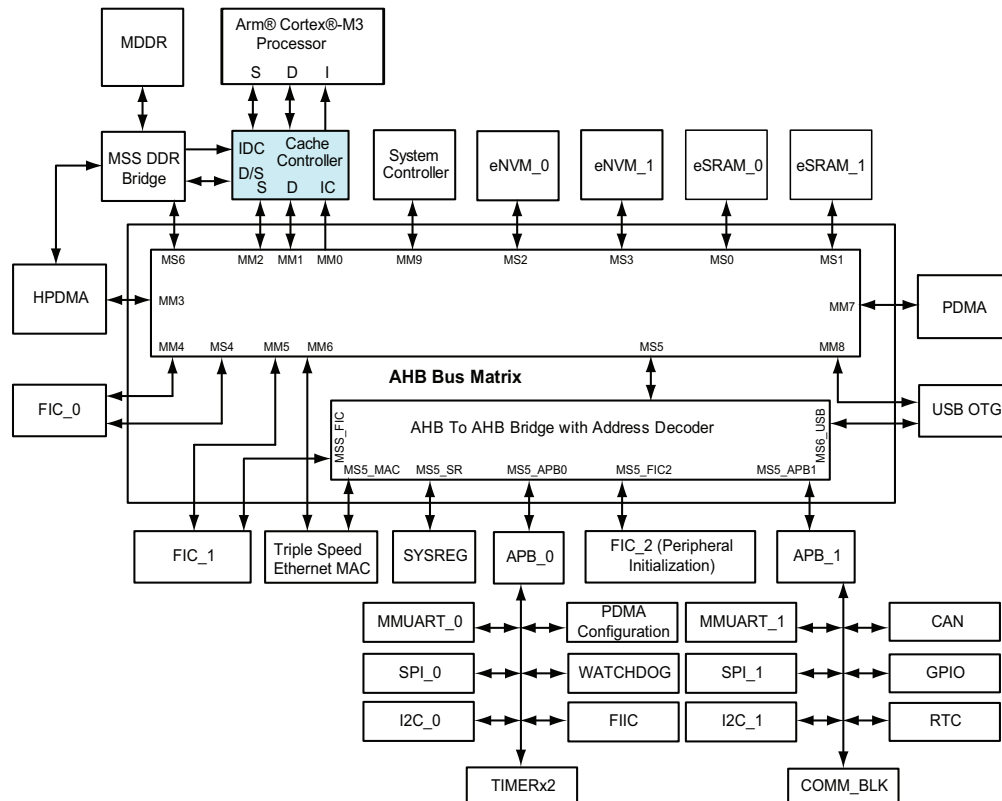 MDDR
Arm® Cortex®-M3
Processor
S D I
MSS DDR
Bridge
IDC
Cache
Controller
D/S
S D IC
System
Controller
eNVM_0
eNVM_1
eSRAM_0
eSRAM_1
MS6
MM2
MM1
MM0
MM9
MS2
MS3
MS0
MS1
HPDMA
MM3
MM7
PDMA
MM4
MS4
MM5
MM6
MS5
MM8
AHB Bus Matrix
FIC_0
USB OTG
MSS_FIC
AHB To AHB Bridge with Address Decoder
MS6_USB
MS5_MAC
MS5_SR
MS5_APB0
MS5_FIC2
MS5_APB1
FIC_1
Triple Speed
Ethernet MAC
SYSREG
APB_0
FIC_2 (Peripheral
Initialization)
APB_1
MMUART_0
PDMA
Configuration
MMUART_1
CAN
SPI_0
WATCHDOG
SPI_1
GPIO
I2C_0
FIIC
I2C_1
RTC
TIMERx2
COMM_BLK